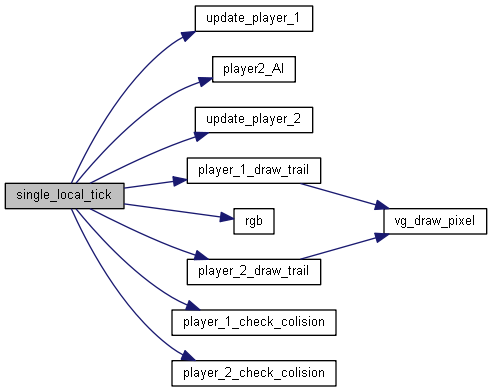 update_player_1
player2_AI
update_player_2
player_1_draw_trail
single_local_tick
rgb
vg_draw_pixel
player_2_draw_trail
player_1_check_colision
player_2_check_colision